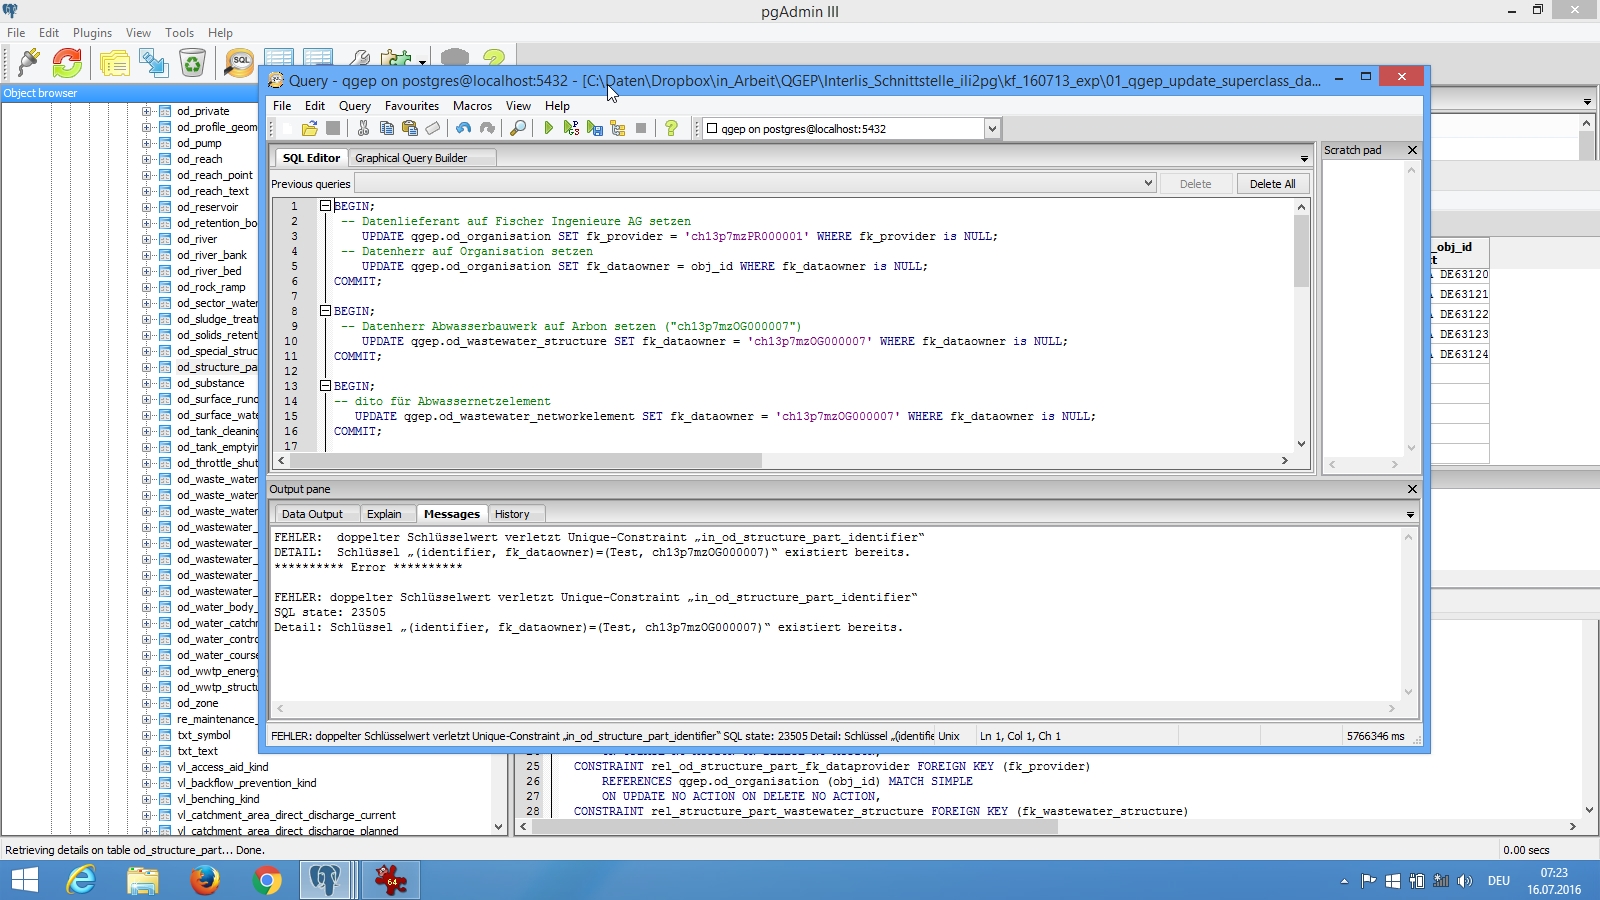 pgAdmin III
File Edit Plugins View Tools Help
SQL
Object browser
od_private
od_profile_geom
od_pump
od_reach
od_reach_point
od_reach_text
od_reservoir
od_retention_bo
od_river
od_river_bank
od_river_bed
od_rock_ramp
od_sector_water
od_sludge_treat
od_solids_retent
od_special_struc
od_structure_pa
od_substance
od_surface_runo
od_surface_wate
od_tank_cleaning
od_tank_emptyin
od_throttle_shut
od_waste_water
od_waste_water
od_waste_water
od_wastewater_
od_wastewater_
od_wastewater_
od_wastewater_
od_wastewater_
od_water_body_
od_water_catchm
od_water_contro
od_water_course
od_wwtp_energy
od_wwtp_structu
od_zone
re_maintenance_
txt_symbol
txt_text
vl_access_aid_kind
vl_backflow_prevention_kind
vl_benching_kind
vl_catchment_area_direct_discharge_current
vl_catchment_area_direct_discharge_planned
Query - qgep on postgres@localhost:5432 - [C:\Daten\Dropbox\in_Arbeit\QGEP\Interlis_Schnittstelle_ili2pg\kf_160713_exp\01_qgep_update_superclass_da...
File Edit Query Favourites Macros View Help
qgep on postgres@localhost:5432
SQL Editor Graphical Query Builder
Previous queries Delete Delete All
1 BEGIN;
2 -- Datenlieferant auf Fischer Ingenieure AG setzen
3 UPDATE qgep.od_organisation SET fk_provider = 'ch13p7mzPR000001' WHERE fk_provider is NULL;
4 -- Datenherr auf Organisation setzen
5 UPDATE qgep.od_organisation SET fk_dataowner = obj_id WHERE fk_dataowner is NULL;
6 COMMIT;
7
8 BEGIN;
9 -- Datenherr Abwasserbauwerk auf Arbon setzen ("ch13p7mzOG000007")
10 UPDATE qgep.od_wastewater_structure SET fk_dataowner = 'ch13p7mzOG000007' WHERE fk_dataowner is NULL;
11 COMMIT;
12
13 BEGIN;
14 -- dito für Abwassernetzelement
15 UPDATE qgep.od_wastewater_networkelement SET fk_dataowner = 'ch13p7mzOG000007' WHERE fk_dataowner is NULL;
16 COMMIT;
17
Scratch pad
_obj_id
DE63120
DE63121
DE63122
DE63123
DE63124
Output pane
Data Output Explain Messages History
FEHLER:  doppelter Schlüsselwert verletzt Unique-Constraint „in_od_structure_part_identifier“
DETAIL:  Schlüssel „(identifier, fk_dataowner)=(Test, ch13p7mzOG000007)“ existiert bereits.
********** Error **********
FEHLER: doppelter Schlüsselwert verletzt Unique-Constraint „in_od_structure_part_identifier“
SQL state: 23505
Detail: Schlüssel „(identifier, fk_dataowner)=(Test, ch13p7mzOG000007)“ existiert bereits.
FEHLER: doppelter Schlüsselwert verletzt Unique-Constraint „in_od_structure_part_identifier“ SQL state: 23505 Detail: Schlüssel „(identifie Unix Ln 1, Col 1, Ch 1 5766346 ms
25 CONSTRAINT rel_od_structure_part_fk_dataprovider FOREIGN KEY (fk_provider)
26 REFERENCES qgep.od_organisation (obj_id) MATCH SIMPLE
27 ON UPDATE NO ACTION ON DELETE NO ACTION,
28 CONSTRAINT rel_structure_part_wastewater_structure FOREIGN KEY (fk_wastewater_structure)
Retrieving details on table od_structure_part... Done. 0.00 secs
64
DEU
07:23
16.07.2016